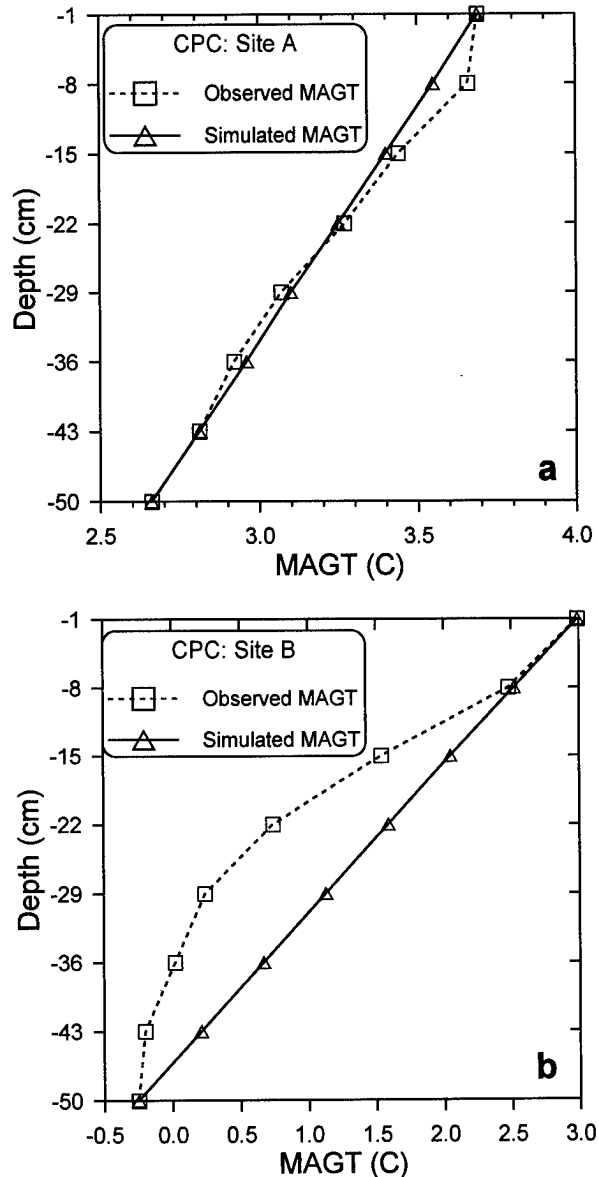 -1
CPC: Site A
Observed MAGT
Simulated MAGT
-8
-15
-22
-29
-36
-43
-50
Depth (cm)
a
2.5 3.0 3.5 4.0
MAGT (C)
-1
CPC: Site B
Observed MAGT
Simulated MAGT
-8
-15
-22
-29
-36
-43
-50
Depth (cm)
b
-0.5 0.0 0.5 1.0 1.5 2.0 2.5 3.0
MAGT (C)